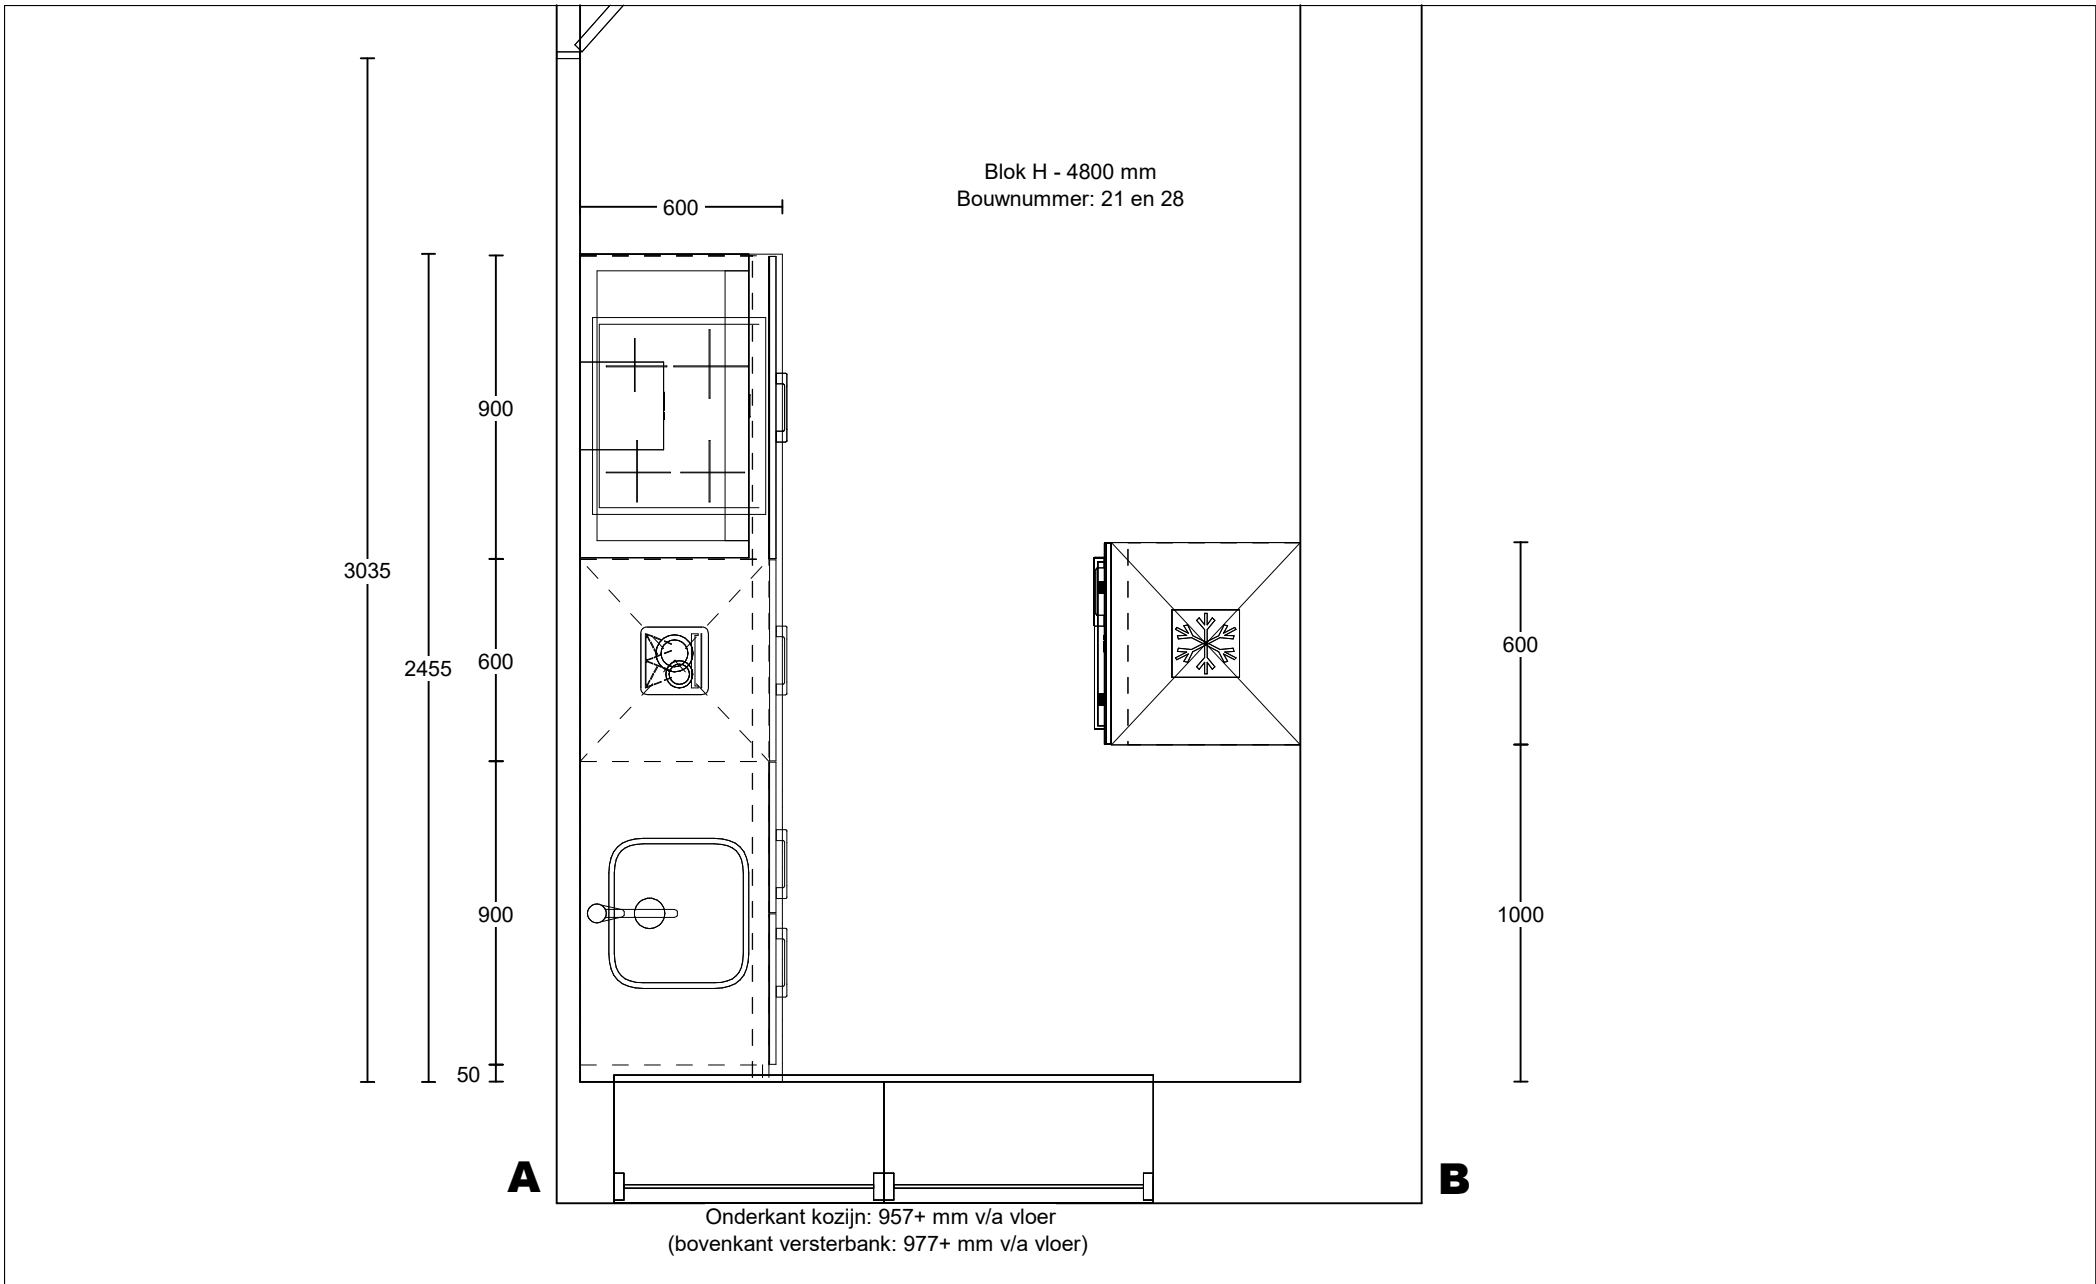 Blok H - 4800 mm
Bouwnummer: 21 en 28
600
900
3035
600
2455
600
900
1000
50
A
B
Onderkant kozijn: 957+ mm v/a vloer
(bovenkant versterbank: 977+ mm v/a vloer)